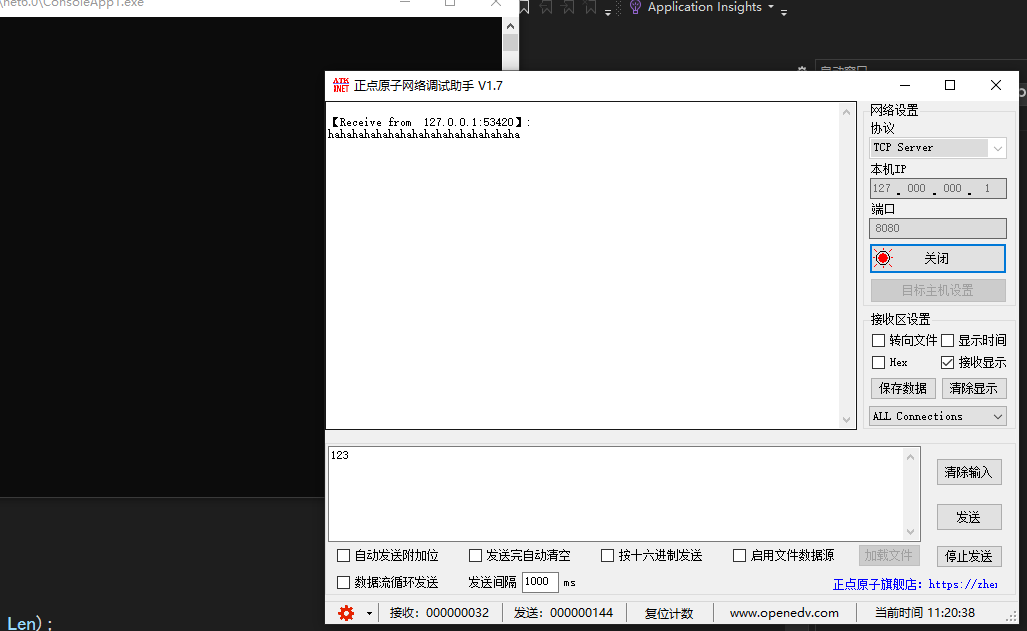 \net6.0\ConsoleApp1.exe
Application Insights
ATK
XNET
正点原子网络调试助手 V1.7
【Receive from 127.0.0.1:53420】:
hahahahahahahahahahahahahahahaha
网络设置
协议
TCP Server
本机IP
127 . 000 . 000 . 1
端口
8080
关闭
目标主机设置
接收区设置
转向文件 显示时间
Hex 接收显示
保存数据 清除显示
ALL Connections
123
清除输入
发送
停止发送
自动发送附加位 发送完自动清空 按十六进制发送 启用文件数据源 加载文件
数据流循环发送 发送间隔 1000 ms
正点原子旗舰店: https://zhe
接收: 000000032 发送: 000000144 复位计数 www.openedv.com 当前时间 11:20:38
Len);